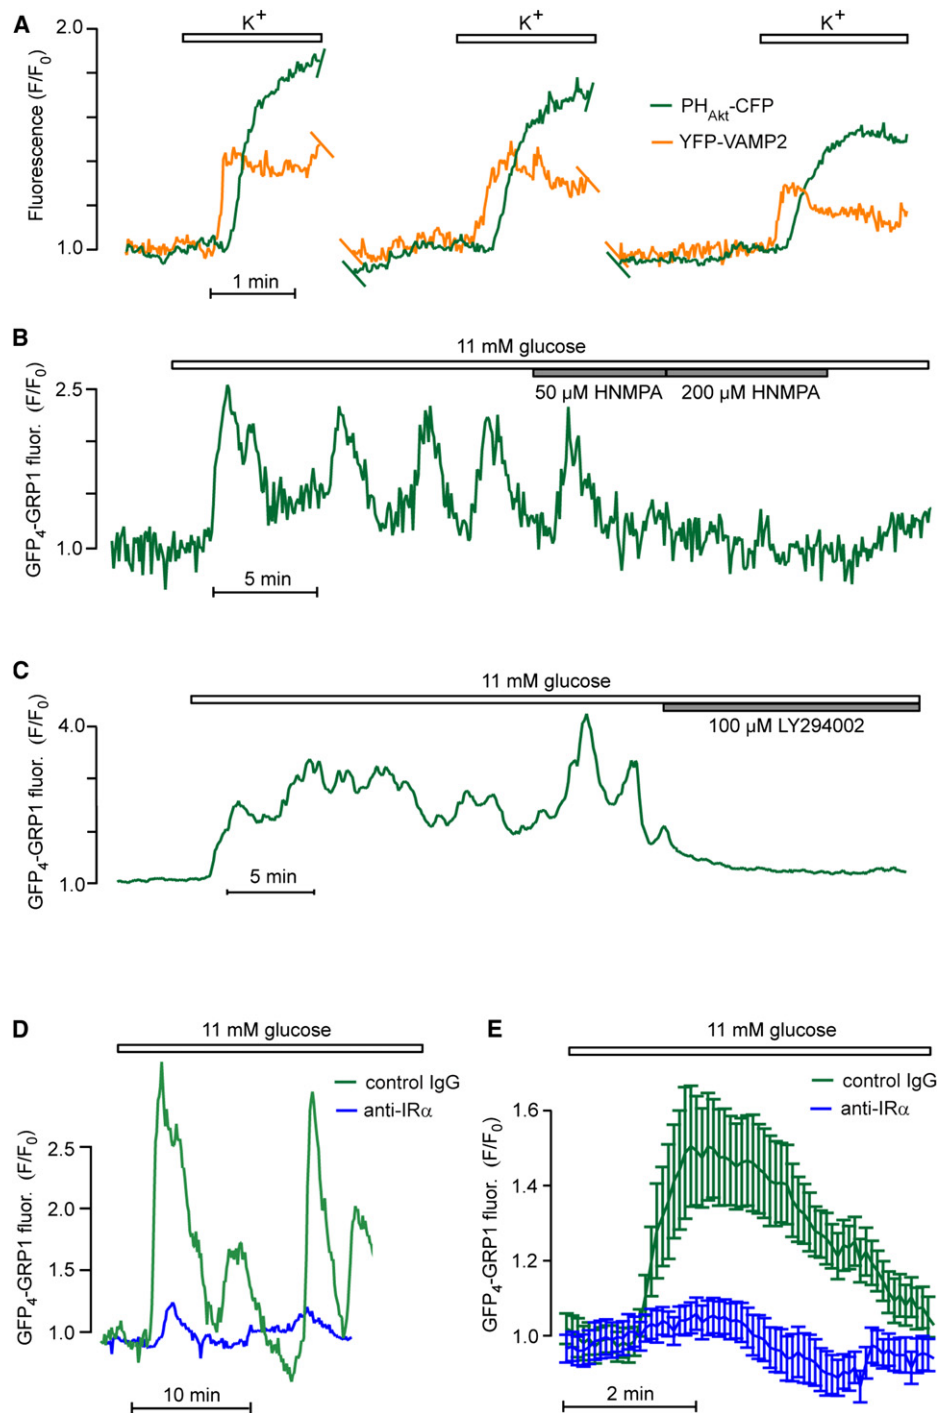 A
K+
K+
K+
2.0
1.0
Fluorescence (F/F0)
PHAkt-CFP
YFP-VAMP2
1 min
B
11 mM glucose
50 µM HNMPA
200 µM HNMPA
2.5
1.0
GFP4-GRP1 fluor. (F/F0)
5 min
C
11 mM glucose
100 µM LY294002
4.0
1.0
GFP4-GRP1 fluor. (F/F0)
5 min
D
11 mM glucose
control IgG
anti-IRα
2.5
2.0
1.5
1.0
GFP4-GRP1 fluor. (F/F0)
10 min
E
11 mM glucose
control IgG
anti-IRα
1.6
1.4
1.2
1.0
GFP4-GRP1 fluor. (F/F0)
2 min